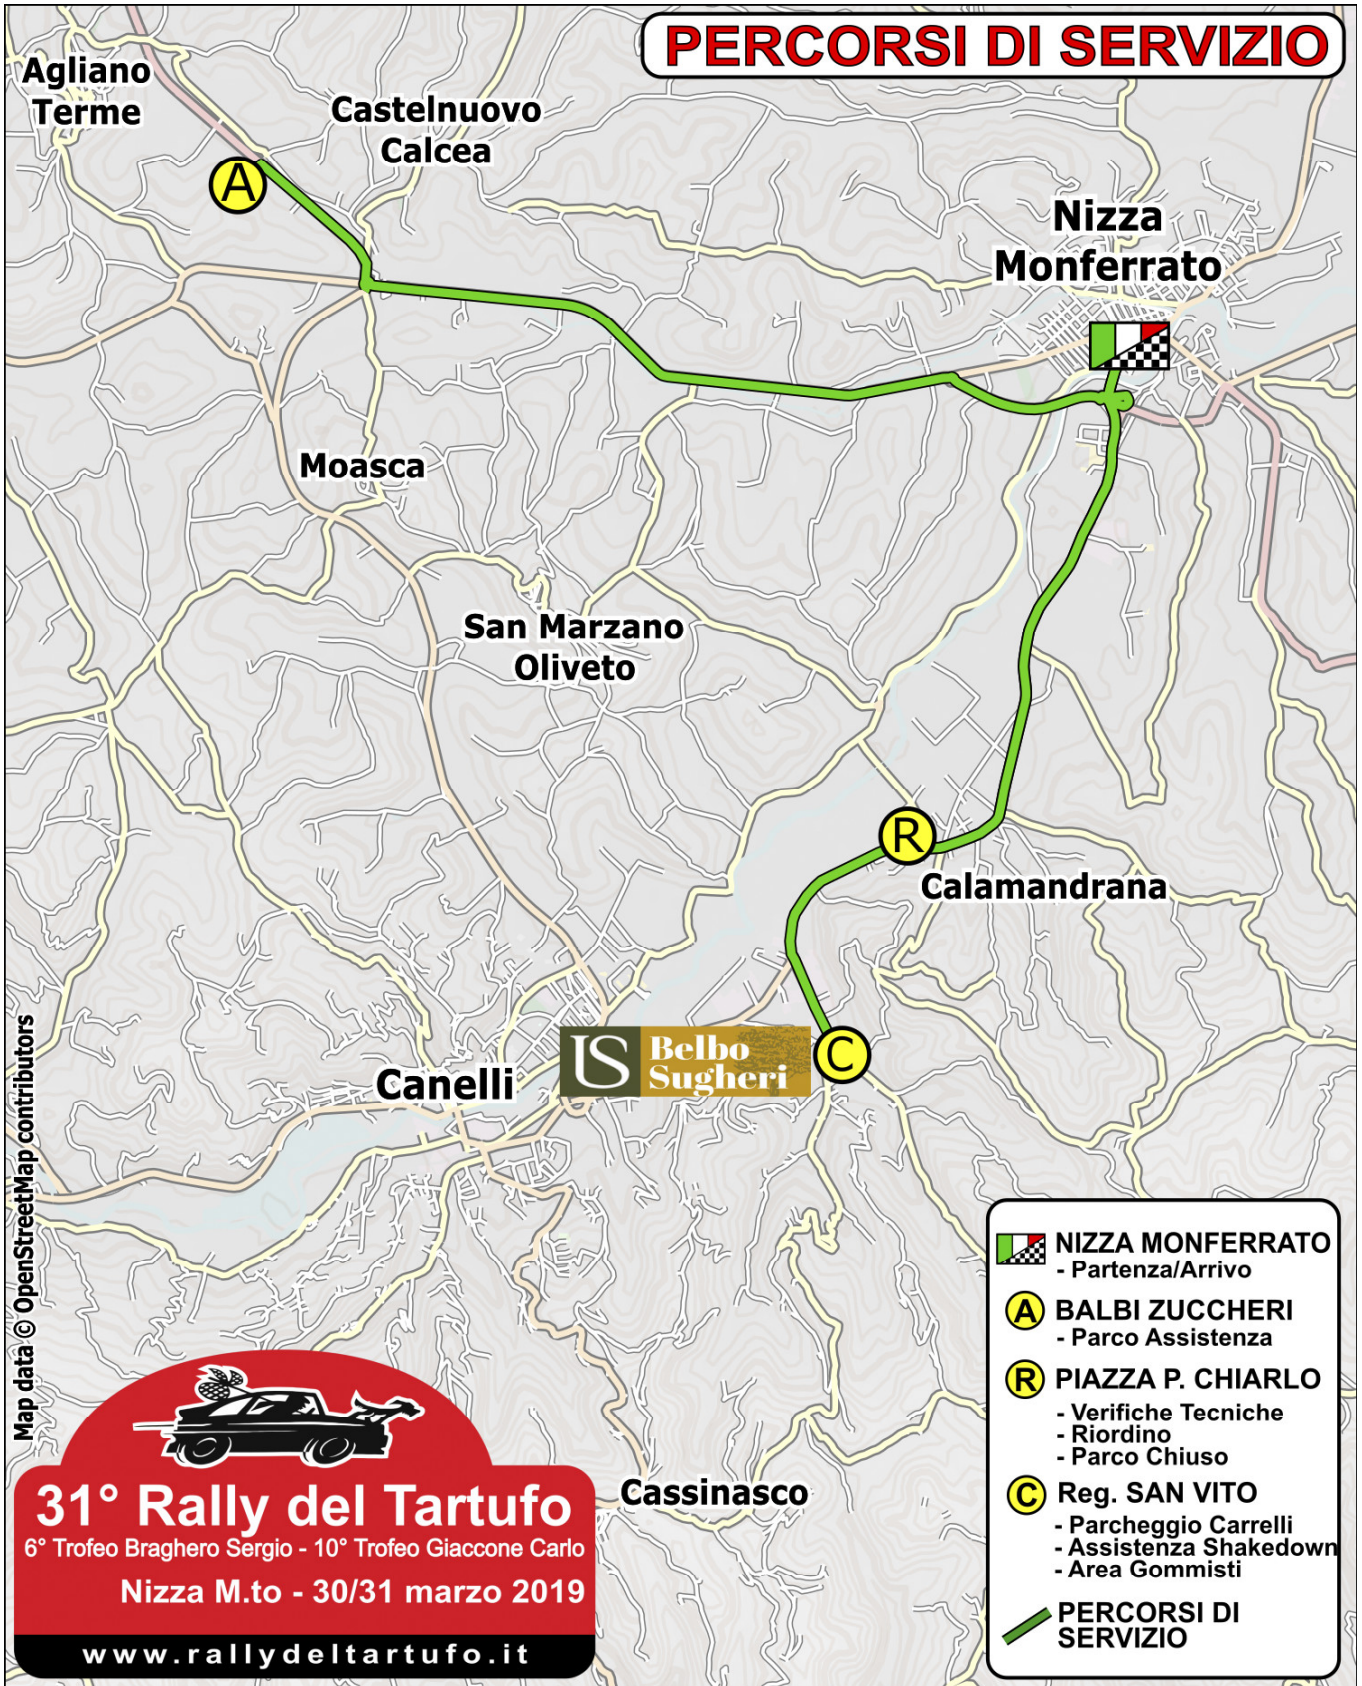 PERCORSI DI SERVIZIO
Agliano
Terme
Castelnuovo
Calcea
A
Nizza
Monferrato
Moasca
San Marzano
Oliveto
R
Calamandrana
C
US Belbo
Sugheri
Canelli
Cassinasco
Map data © OpenStreetMap contributors
31° Rally del Tartufo
6° Trofeo Braghero Sergio - 10° Trofeo Giaccone Carlo
Nizza M.to - 30/31 marzo 2019
www.rallydeltartufo.it
NIZZA MONFERRATO
- Partenza/Arrivo
A BALBI ZUCCHERI
- Parco Assistenza
R PIAZZA P. CHIARLO
- Verifiche Tecniche
- Riordino
- Parco Chiuso
C Reg. SAN VITO
- Parcheggio Carrelli
- Assistenza Shakedown
- Area Gommisti
PERCORSI DI
SERVIZIO